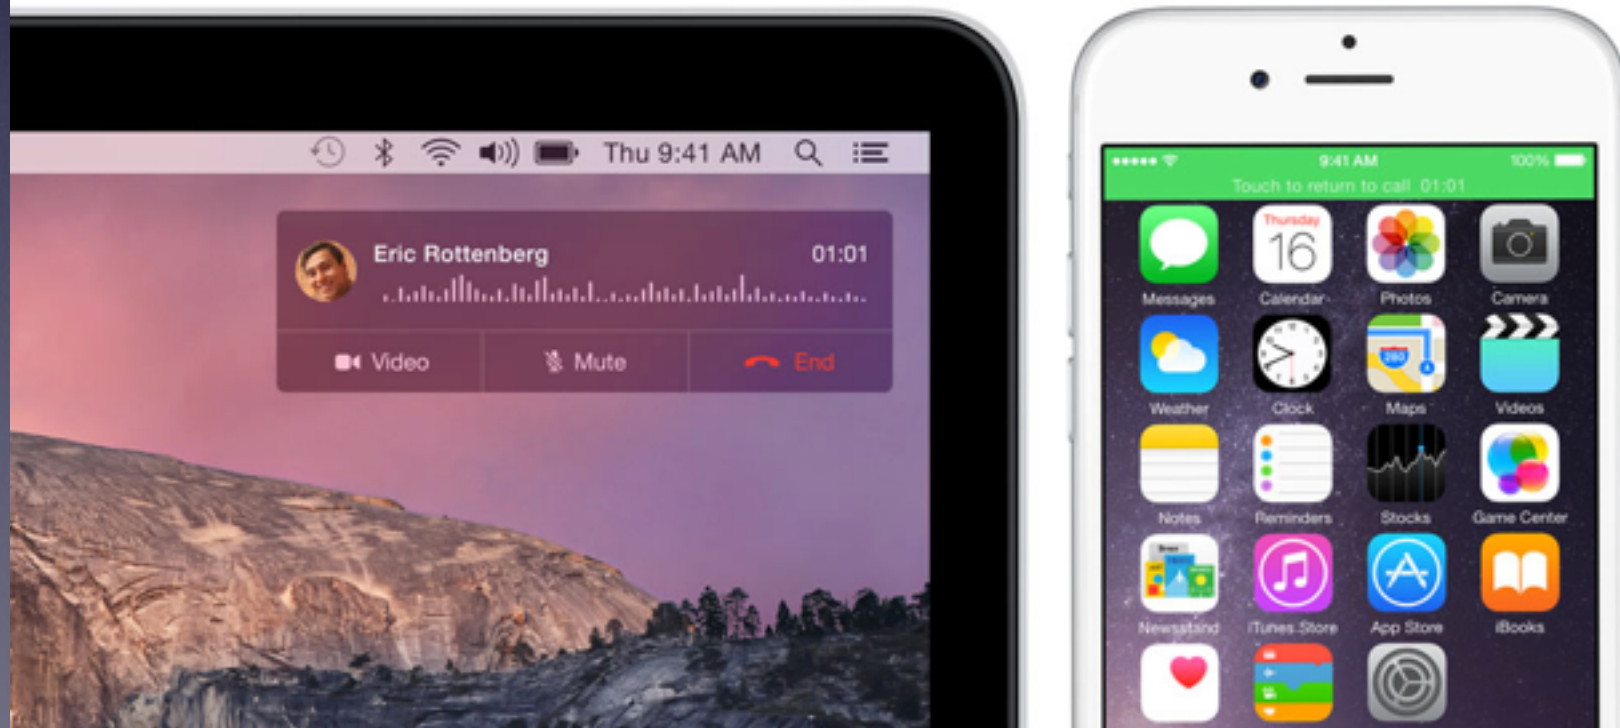 Thu 9:41 AM
Eric Rottenberg 01:01
Video Mute End
9:41 AM 100%
Touch to return to call 01:01
Thursday
16
Messages Calendar Photos Camera
280
Weather Clock Maps Videos
Notes Reminders Stocks Game Center
Newsstand iTunes Store App Store iBooks